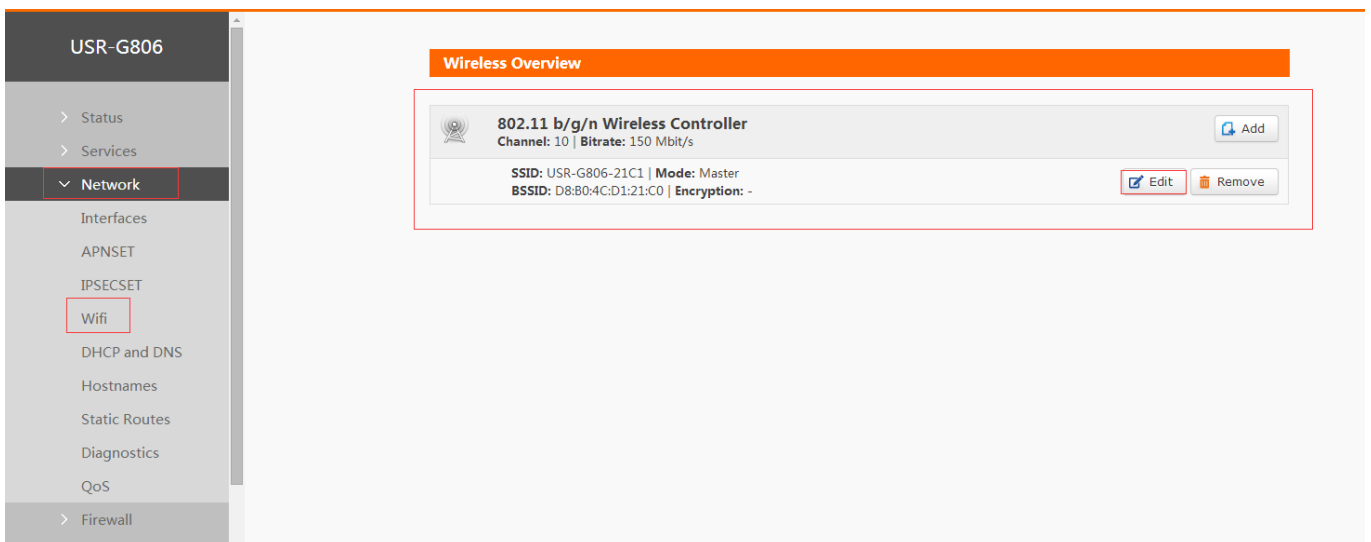 USR-G806
Status
Services
Network
Interfaces
APNSET
IPSECSET
Wifi
DHCP and DNS
Hostnames
Static Routes
Diagnostics
QoS
Firewall
Wireless Overview
802.11 b/g/n Wireless Controller
Channel: 10 | Bitrate: 150 Mbit/s
Add
SSID: USR-G806-21C1 | Mode: Master
BSSID: D8:B0:4C:D1:21:C0 | Encryption: -
Edit
Remove